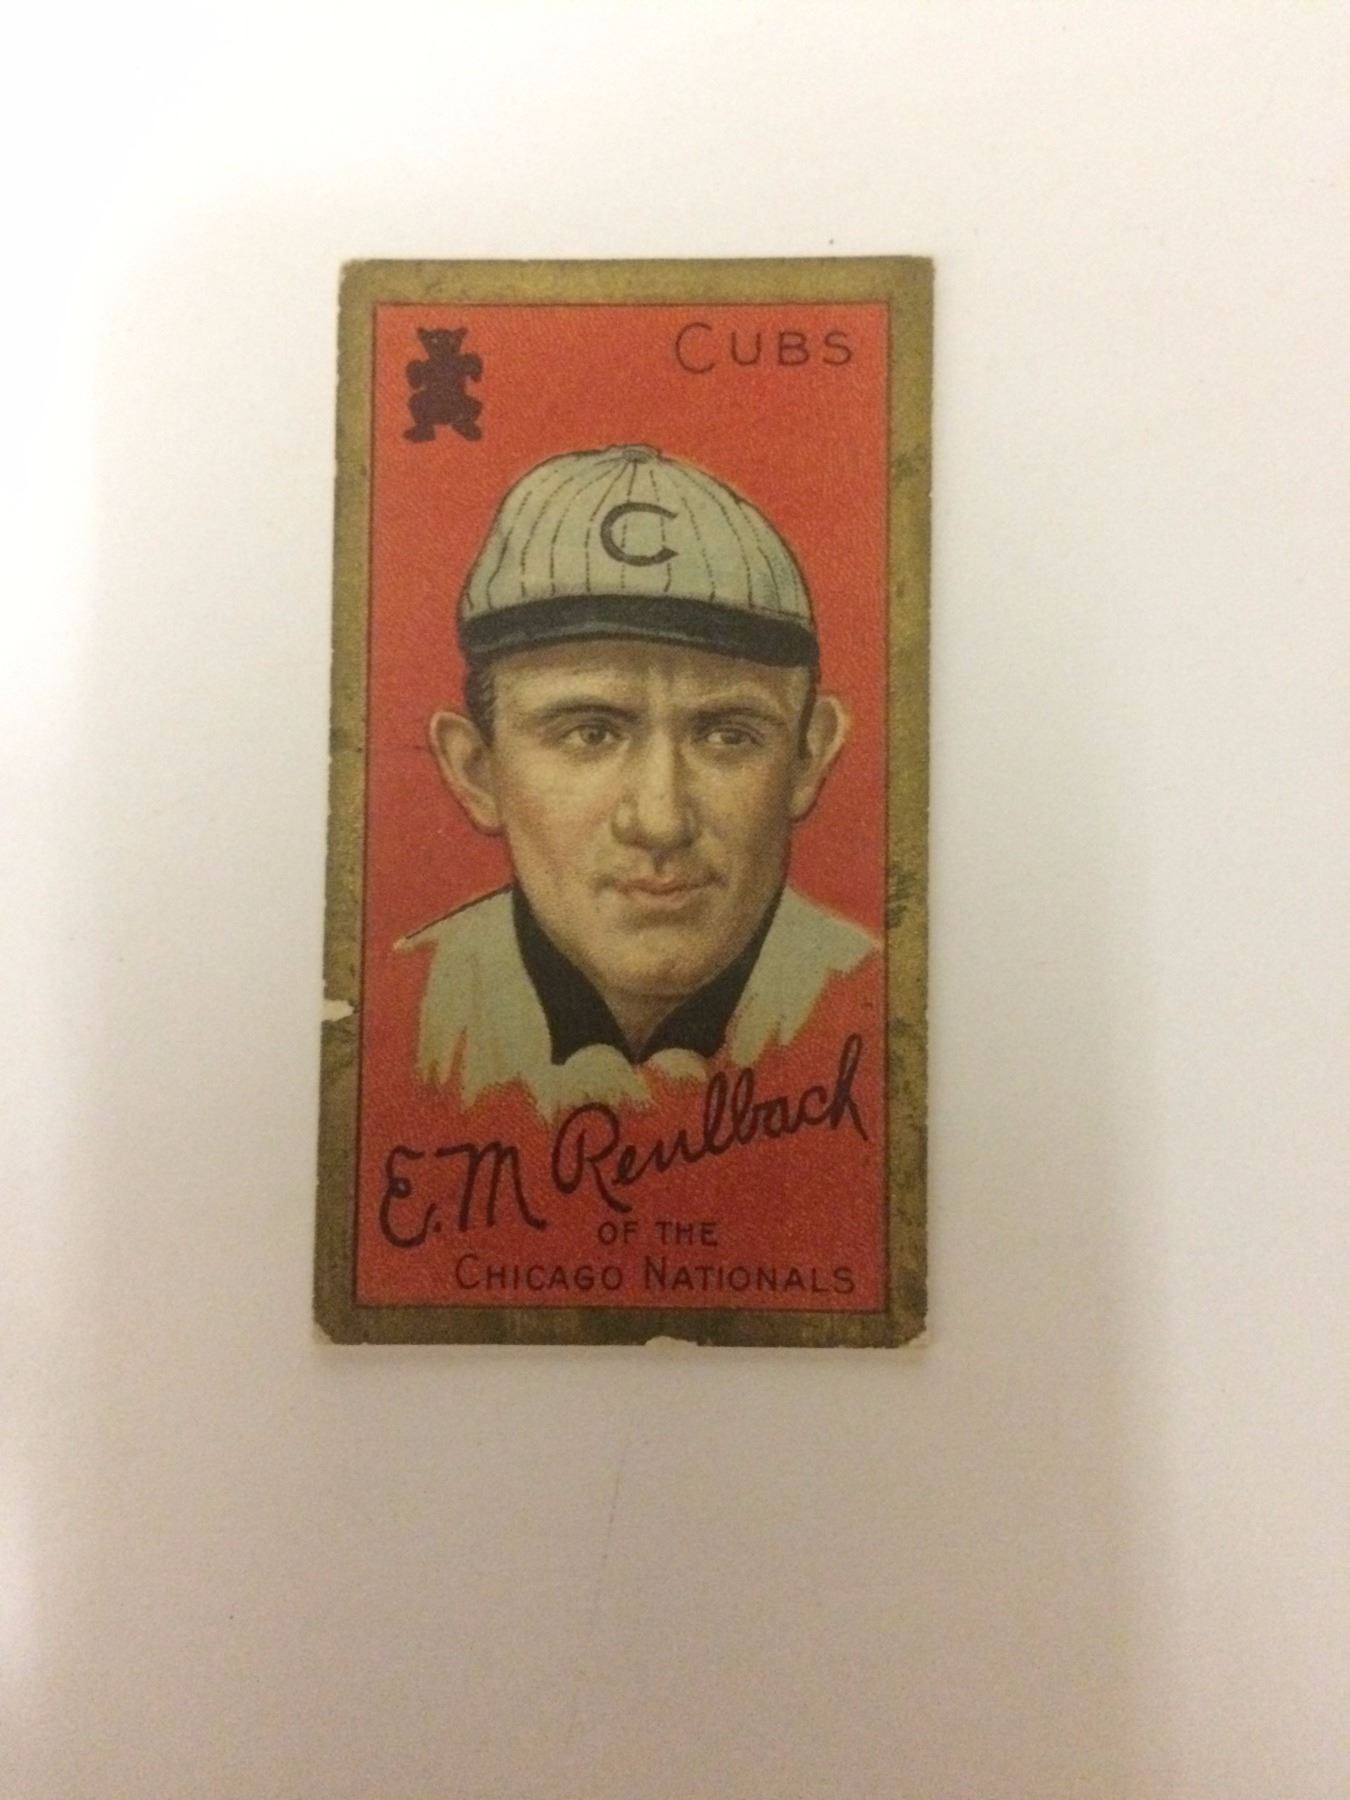 CUBS
C
E. M Reulbach
OF THE
CHICAGO NATIONALS